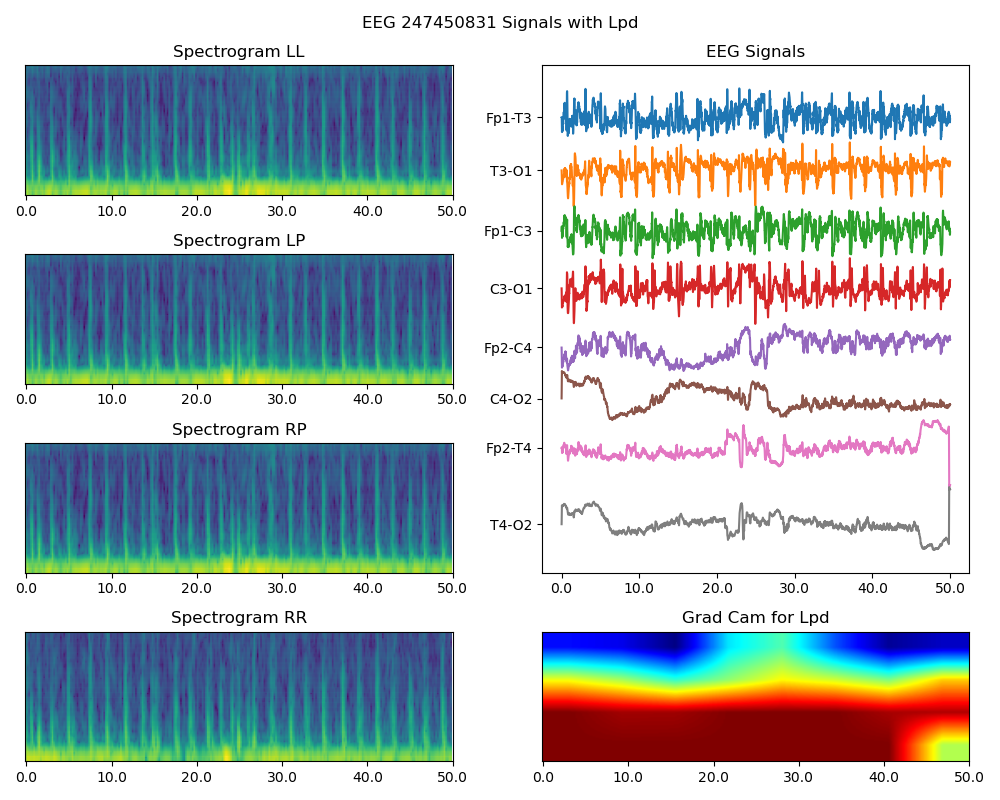 EEG 247450831 Signals with Lpd
Spectrogram LL
0.0 10.0 20.0 30.0 40.0 50.0
Spectrogram LP
0.0 10.0 20.0 30.0 40.0 50.0
Spectrogram RP
0.0 10.0 20.0 30.0 40.0 50.0
Spectrogram RR
0.0 10.0 20.0 30.0 40.0 50.0
EEG Signals
Fp1-T3
T3-O1
Fp1-C3
C3-O1
Fp2-C4
C4-O2
Fp2-T4
T4-O2
0.0 10.0 20.0 30.0 40.0 50.0
Grad Cam for Lpd
0.0 10.0 20.0 30.0 40.0 50.0